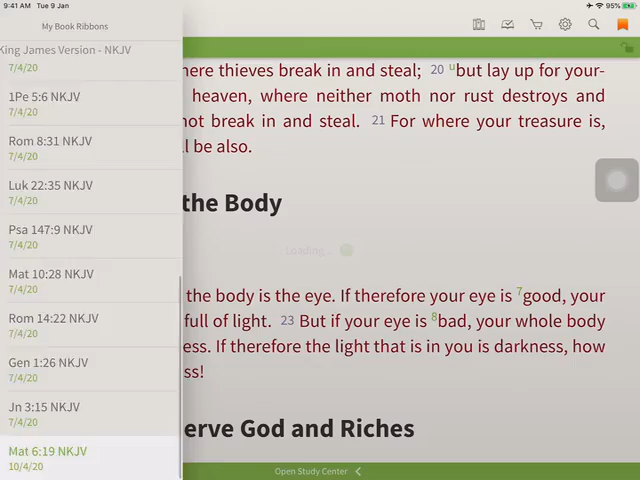 9:41 AM Tue 9 Jan
95%
My Book Ribbons
King James Version - NKJV
7/4/20
1Pe 5:6 NKJV
7/4/20
Rom 8:31 NKJV
7/4/20
Luk 22:35 NKJV
7/4/20
Psa 147:9 NKJV
7/4/20
Mat 10:28 NKJV
7/4/20
Rom 14:22 NKJV
7/4/20
Gen 1:26 NKJV
7/4/20
Jn 3:15 NKJV
7/4/20
Mat 6:19 NKJV
10/4/20
here thieves break in and steal; 20 u but lay up for your-
heaven, where neither moth nor rust destroys and
not break in and steal. 21 For where your treasure is,
ll be also.
the Body
Loading...
the body is the eye. If therefore your eye is 7good, your
full of light. 23 But if your eye is 8bad, your whole body
ness. If therefore the light that is in you is darkness, how
ss!
erve God and Riches
Open Study Center